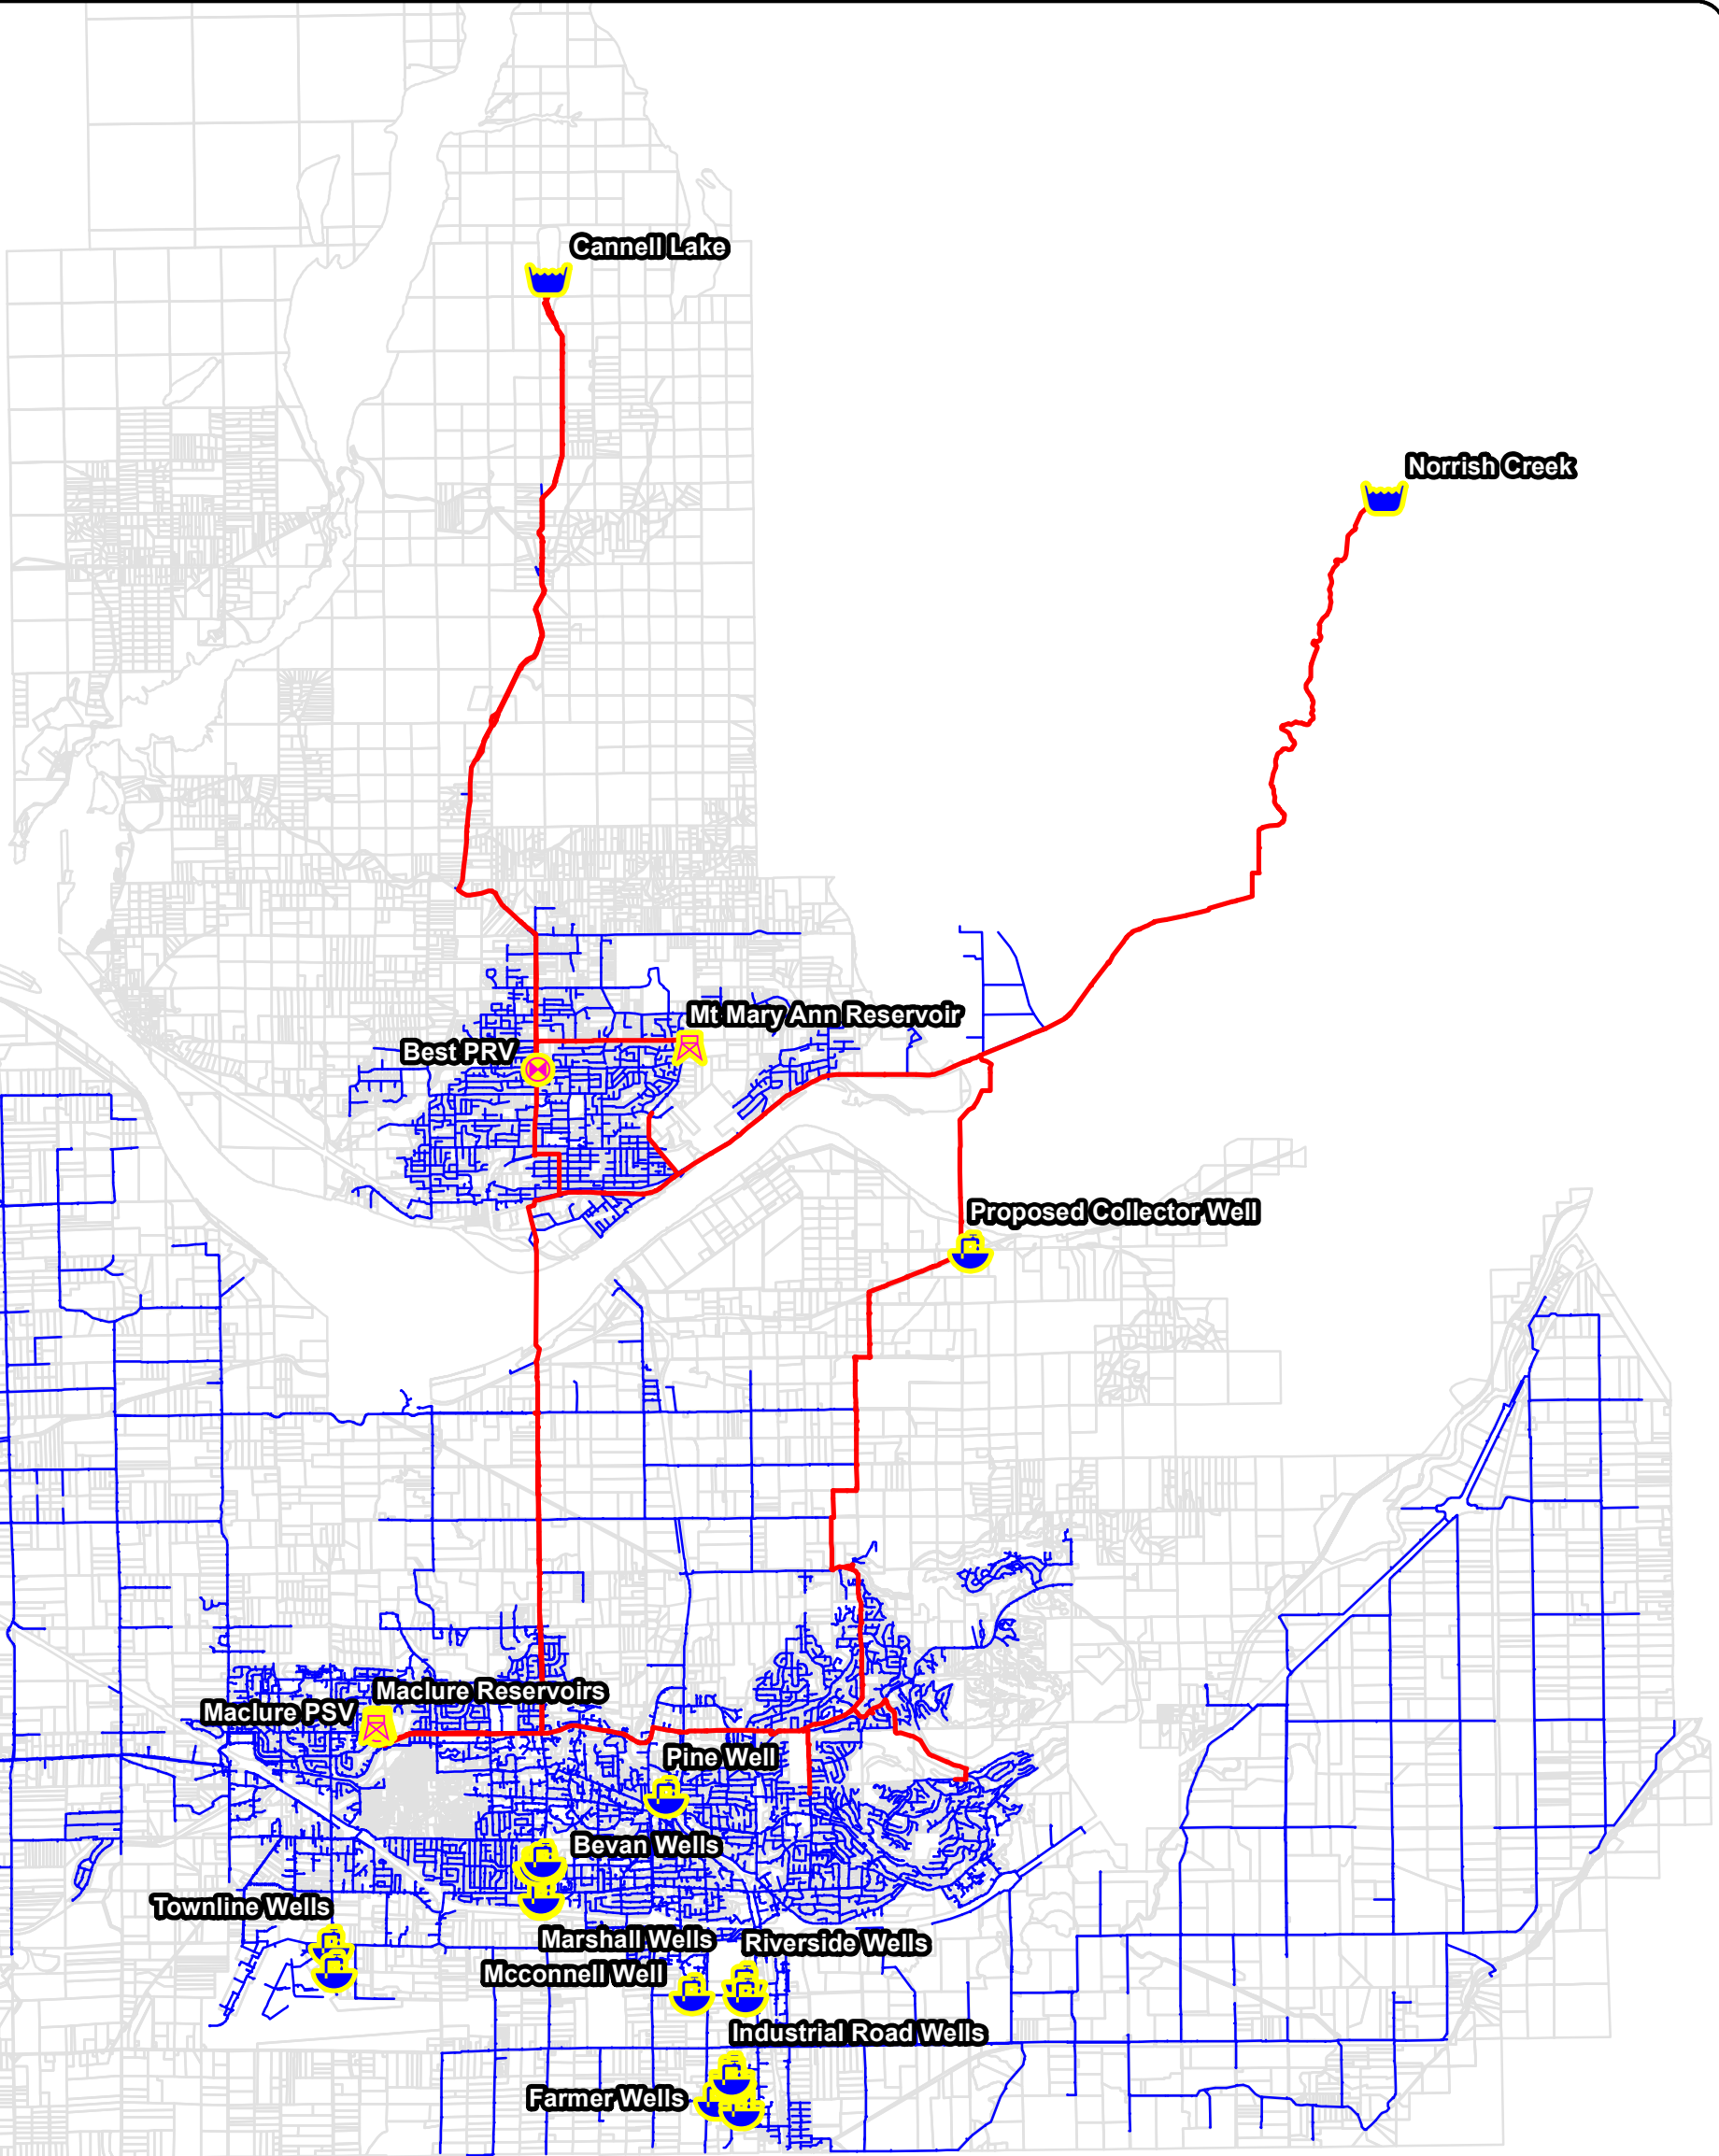 Cannell Lake
Norrish Creek
Mt Mary Ann Reservoir
Best PRV
Proposed Collector Well
Maclure Reservoirs
Maclure PSV
Pine Well
Bevan Wells
Townline Wells
Marshall Wells
Riverside Wells
Mcconnell Well
Industrial Road Wells
Farmer Wells